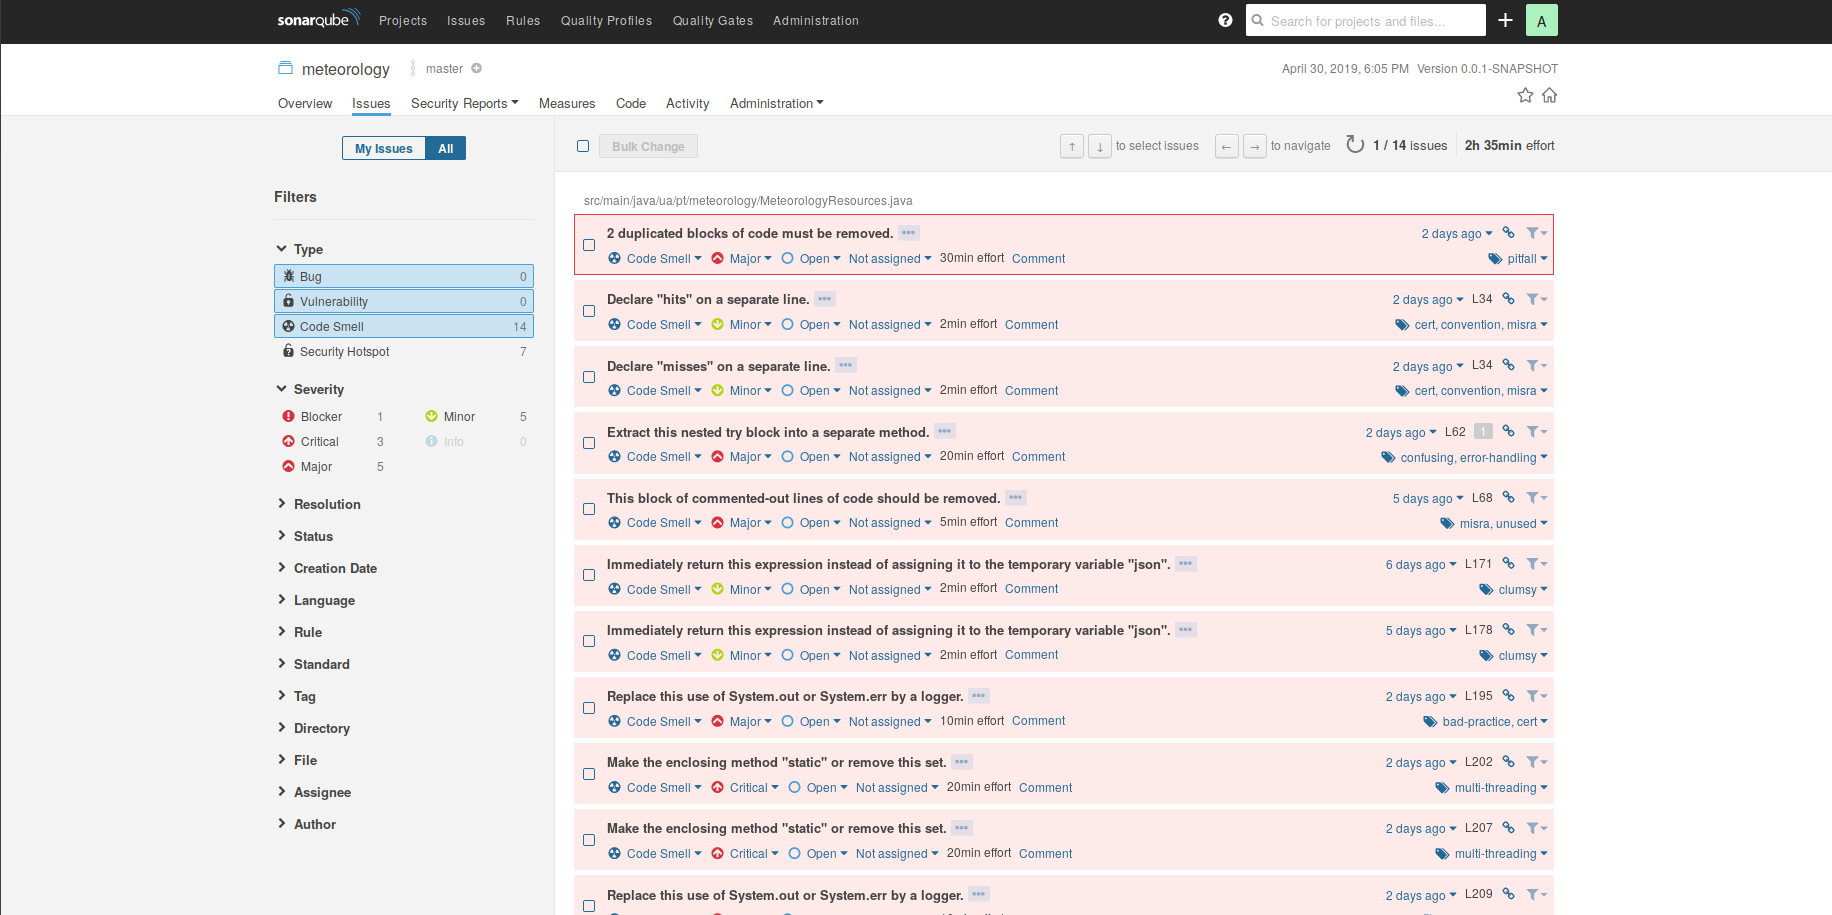 sonarqube Projects Issues Rules Quality Profiles Quality Gates Administration ? Search for projects and files... + A
meteorology master April 30, 2019, 6:05 PM Version 0.0.1-SNAPSHOT
Overview Issues Security Reports Measures Code Activity Administration
My Issues All
Bulk Change ↑ ↓ to select issues ← → to navigate 1 / 14 issues 2h 35min effort
Filters
Type
Bug 0
Vulnerability 0
Code Smell 14
Security Hotspot 7
Severity
Blocker 1 Minor 5
Critical 3 Info 0
Major 5
Resolution
Status
Creation Date
Language
Rule
Standard
Tag
Directory
File
Assignee
Author
src/main/java/ua/pt/meteorology/MeteorologyResources.java
2 duplicated blocks of code must be removed. ••• 2 days ago
Code Smell Major Open Not assigned 30min effort Comment pitfall
Declare "hits" on a separate line. ••• 2 days ago L34
Code Smell Minor Open Not assigned 2min effort Comment cert, convention, misra
Declare "misses" on a separate line. ••• 2 days ago L34
Code Smell Minor Open Not assigned 2min effort Comment cert, convention, misra
Extract this nested try block into a separate method. ••• 2 days ago L62 1
Code Smell Major Open Not assigned 20min effort Comment confusing, error-handling
This block of commented-out lines of code should be removed. ••• 5 days ago L68
Code Smell Major Open Not assigned 5min effort Comment misra, unused
Immediately return this expression instead of assigning it to the temporary variable "json". ••• 6 days ago L171
Code Smell Minor Open Not assigned 2min effort Comment clumsy
Immediately return this expression instead of assigning it to the temporary variable "json". ••• 5 days ago L178
Code Smell Minor Open Not assigned 2min effort Comment clumsy
Replace this use of System.out or System.err by a logger. ••• 2 days ago L195
Code Smell Major Open Not assigned 10min effort Comment bad-practice, cert
Make the enclosing method "static" or remove this set. ••• 2 days ago L202
Code Smell Critical Open Not assigned 20min effort Comment multi-threading
Make the enclosing method "static" or remove this set. ••• 2 days ago L207
Code Smell Critical Open Not assigned 20min effort Comment multi-threading
Replace this use of System.out or System.err by a logger. ••• 2 days ago L209